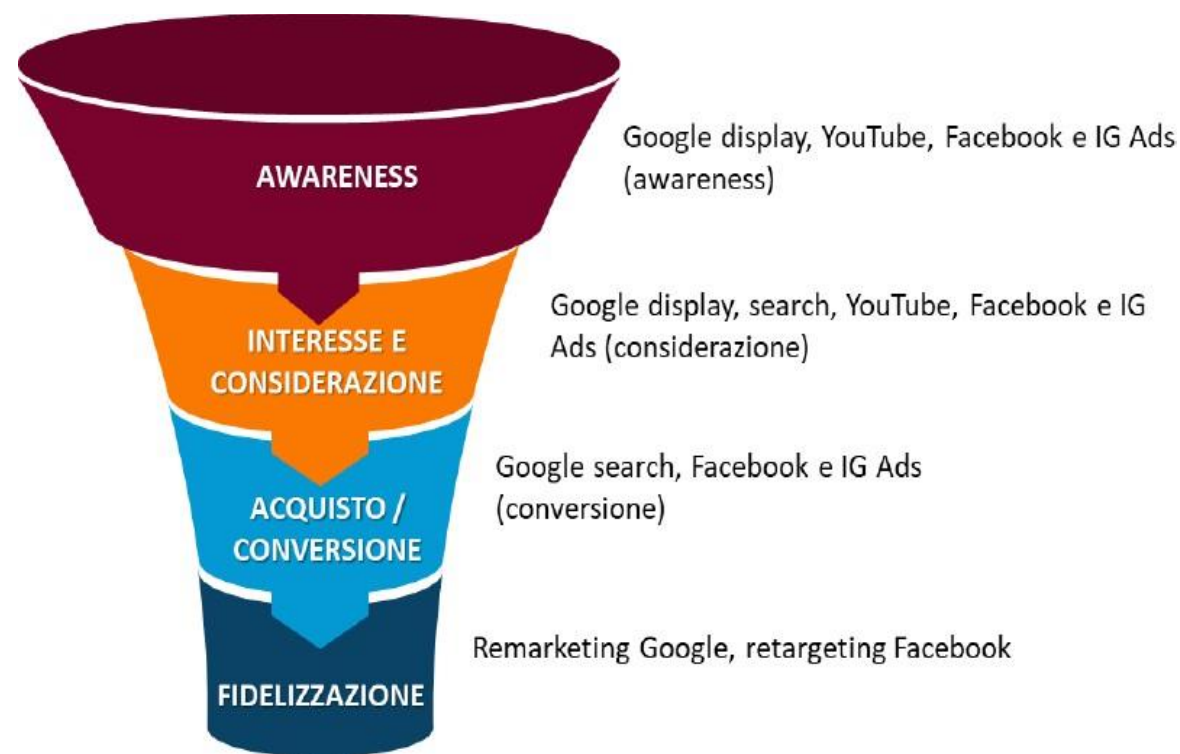 AWARENESS
Google display, YouTube, Facebook e IG Ads
(awareness)
INTERESSE E
CONSIDERAZIONE
Google display, search, YouTube, Facebook e IG
Ads (considerazione)
ACQUISTO /
CONVERSIONE
Google search, Facebook e IG Ads
(conversione)
FIDELIZZAZIONE
Remarketing Google, retargeting Facebook